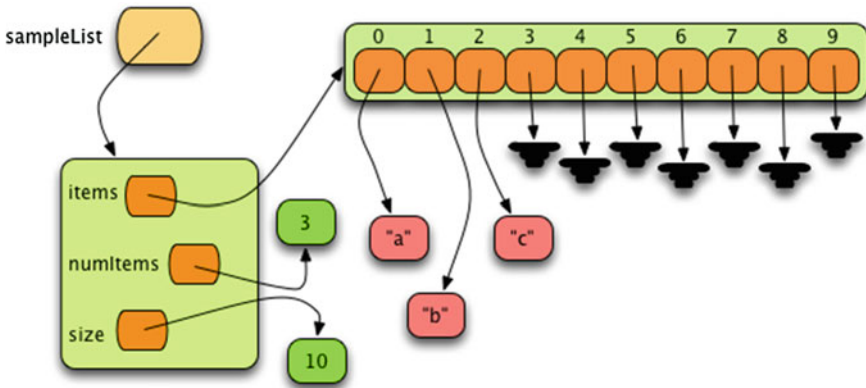 sampleList
0 1 2 3 4 5 6 7 8 9
items
3
"a"
"c"
numItems
"b"
size
10